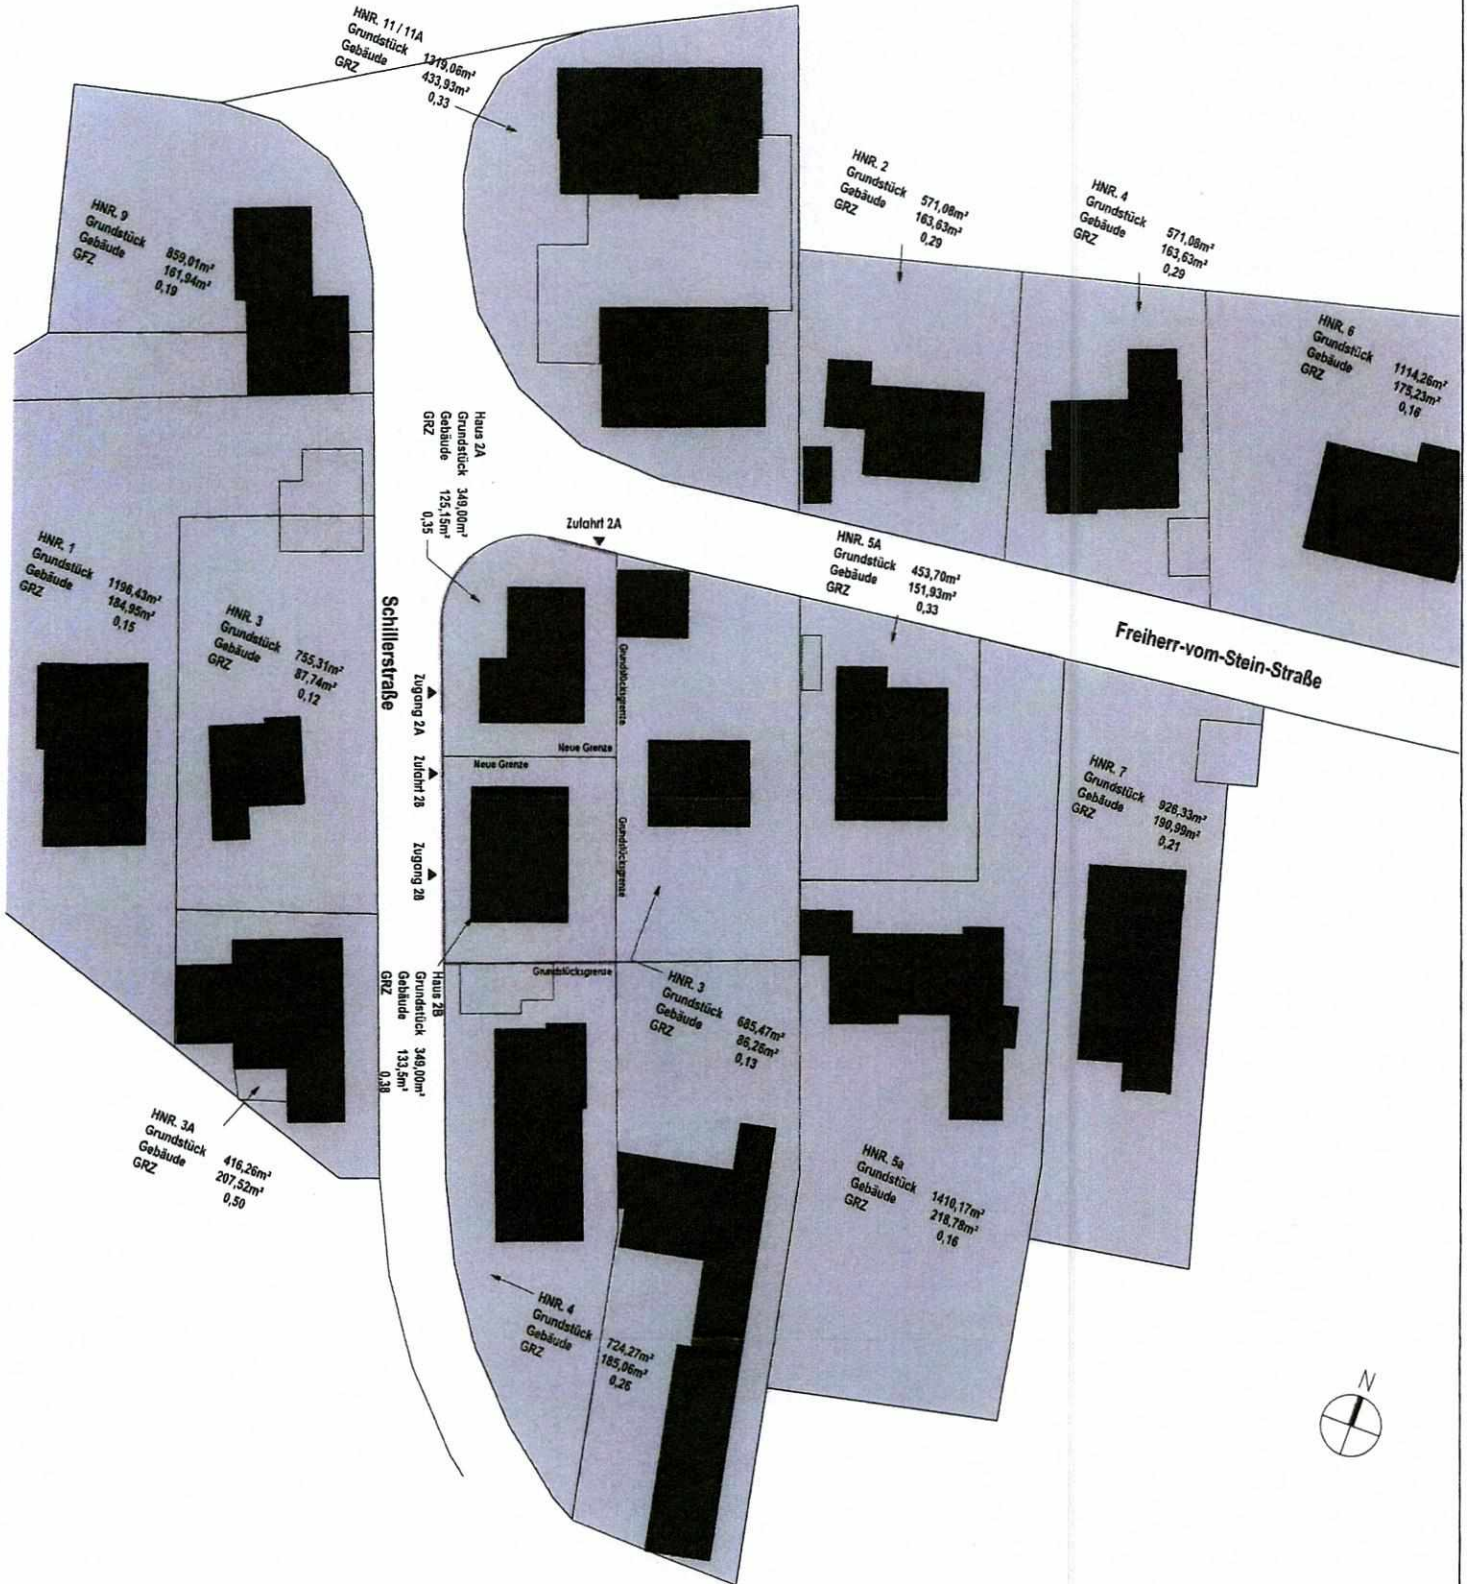 HNR. 11 / 11A
Grundstück 1319,06m²
Gebäude 433,93m²
GRZ 0,33
HNR. 2
Grundstück 571,08m²
Gebäude 163,63m²
GRZ 0,29
HNR. 4
Grundstück 571,08m²
Gebäude 163,63m²
GRZ 0,29
HNR. 9
Grundstück 859,01m²
Gebäude 161,94m²
GFZ 0,19
HNR. 6
Grundstück 1114,26m²
Gebäude 175,23m²
GRZ 0,16
Haus 2A
Grundstück 349,00m²
Gebäude 125,15m²
GRZ 0,35
Zufahrt 2A
HNR. 5A
Grundstück 453,70m²
Gebäude 151,93m²
GRZ 0,33
HNR. 1
Grundstück 1196,43m²
Gebäude 184,95m²
GRZ 0,15
HNR. 3
Grundstück 755,31m²
Gebäude 87,74m²
GRZ 0,12
Schillerstraße
Freiherr-vom-Stein-Straße
Zugang 2A
Zufahrt 2B
Zugang 2B
Grundstücksgrenze
Neue Grenze
Neue Grenze
Grundstücksgrenze
HNR. 7
Grundstück 926,33m²
Gebäude 190,99m²
GRZ 0,21
Grundstücksgrenze
Haus 2B
Grundstück 349,00m²
Gebäude 133,5m²
GRZ 0,38
HNR. 3
Grundstück 685,47m²
Gebäude 86,26m²
GRZ 0,13
HNR. 3A
Grundstück 416,26m²
Gebäude 207,52m²
GRZ 0,50
HNR. 5a
Grundstück 1410,17m²
Gebäude 218,78m²
GRZ 0,16
HNR. 4
Grundstück 724,27m²
Gebäude 185,06m²
GRZ 0,26
N